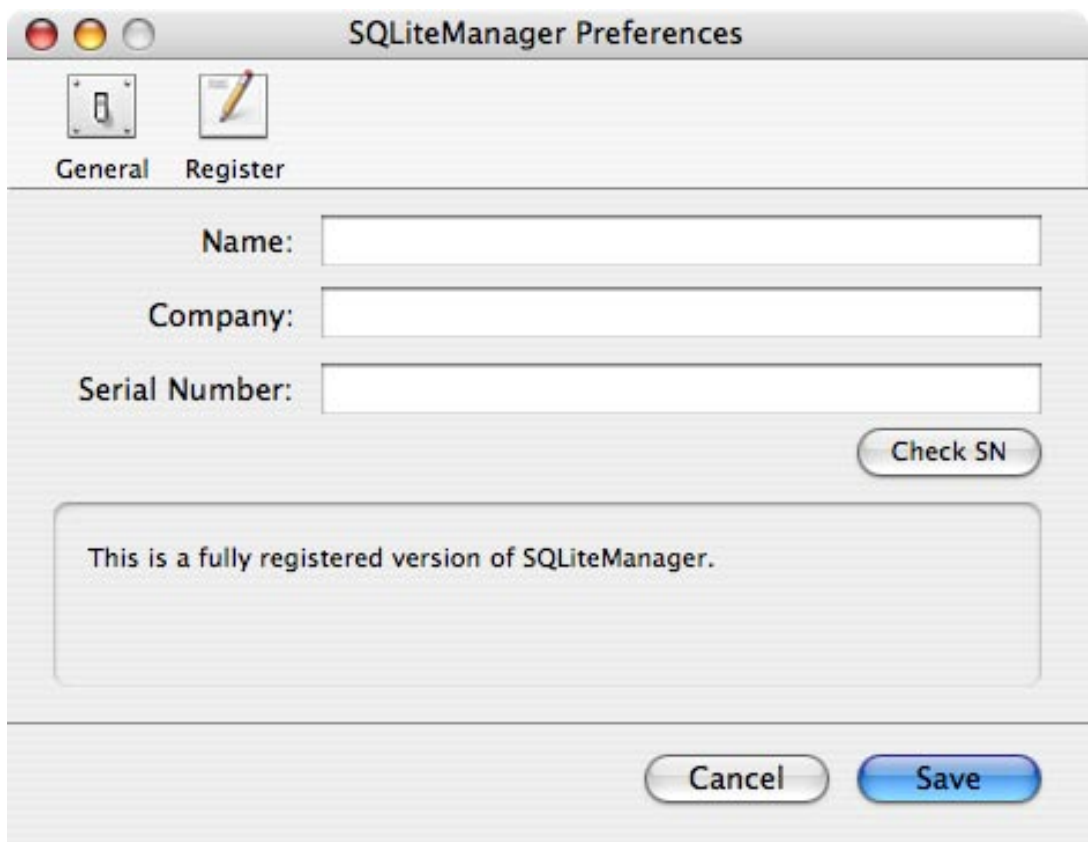 SQLiteManager Preferences
General Register
Name:
Company:
Serial Number:
Check SN
This is a fully registered version of SQLiteManager.
Cancel Save